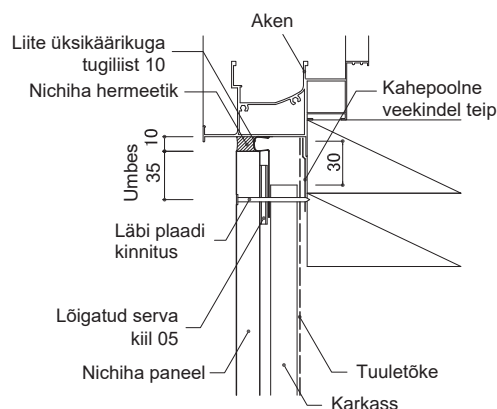 Aken
Liite üksikäärikuga
tugiliist 10
Nichiha hermeetik
Kahepoolne
veekindel teip
10
Umbes
35
30
Läbi plaadi
kinnitus
Lõigatud serva
kiil 05
Nichiha paneel
Tuuletõke
Karkass